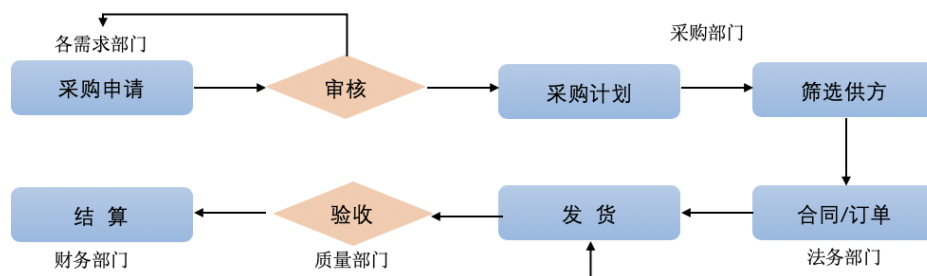 采购部门
各需求部门
采购申请
审核
采购计划
筛选供方
结 算
验收
发 货
合同/订单
财务部门
质量部门
法务部门